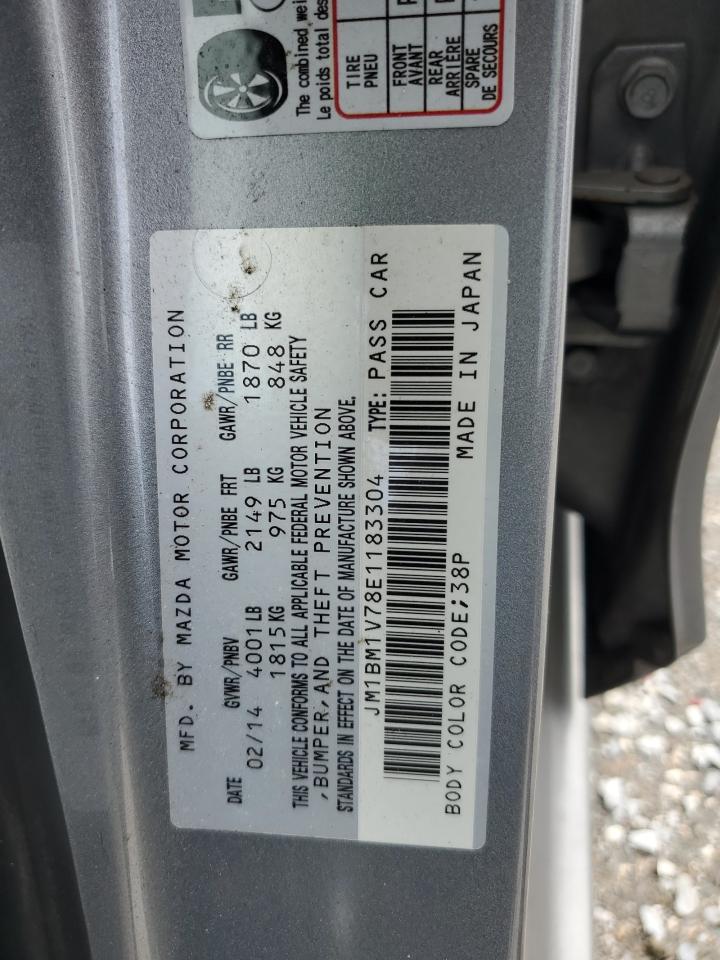 The combined wei
Le poids total des
TIRE
PNEU
FRONT
AVANT
REAR
ARRIÈRE
SPARE
DE SECOURS
MFD. BY MAZDA MOTOR CORPORATION
DATE GVWR/PNBV GAWR/PNBE FRT GAWR/PNBE RR
02/14 4001LB 2149 LB 1870 LB
1815KG 975 KG 848 KG
THIS VEHICLE CONFORMS TO ALL APPLICABLE FEDERAL MOTOR VEHICLE SAFETY
,BUMPER,AND THEFT PREVENTION
STANDARDS IN EFFECT ON THE DATE OF MANUFACTURE SHOWN ABOVE.
JM1BM1V78E1183304 TYPE: PASS CAR
BODY COLOR CODE;38P MADE IN JAPAN